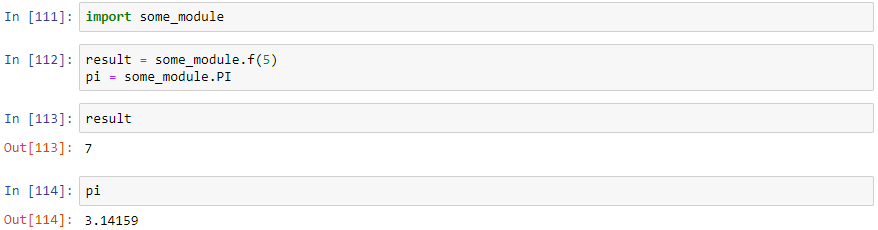 In [111]: import some_module
In [112]: result = some_module.f(5)
pi = some_module.PI
In [113]: result
Out[113]: 7
In [114]: pi
Out[114]: 3.14159